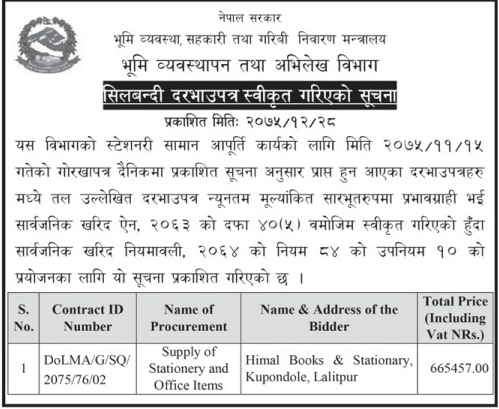 नेपाल सरकार
भूमि व्यवस्था, सहकारी तथा गरिबी निवारण मन्त्रालय
भूमि व्यवस्थापन तथा अभिलेख विभाग
सिलबन्दी दरभाउपत्र स्वीकृत गरिएको सूचना
प्रकाशित मितिः २०७५/१२/२८
यस विभागको स्टेशनरी सामान आपूर्ति कार्यको लागि मिति २०७५/११/१५
गतेको गोरखापत्र दैनिकमा प्रकाशित सूचना अनुसार प्राप्त हुन आएका दरभाउपत्रहरु
मध्ये तल उल्लेखित दरभाउपत्र न्यूनतम मूल्यांकित सारभूतरुपमा प्रभावग्राही भई
सार्वजनिक खरिद ऐन, २०६३ को दफा ४०(५) वमोजिम स्वीकृत गरिएको हुँदा
सार्वजनिक खरिद नियमावली, २०६४ को नियम ८४ को उपनियम १० को
प्रयोजनका लागि यो सूचना प्रकाशित गरिएको छ ।
S. No. Contract ID Number Name of Procurement Name & Address of the Bidder Total Price (Including Vat NRs.)
1 DoLMA/G/SQ/ 2075/76/02 Supply of Stationery and Office Items Himal Books & Stationary, Kupondole, Lalitpur 665457.00